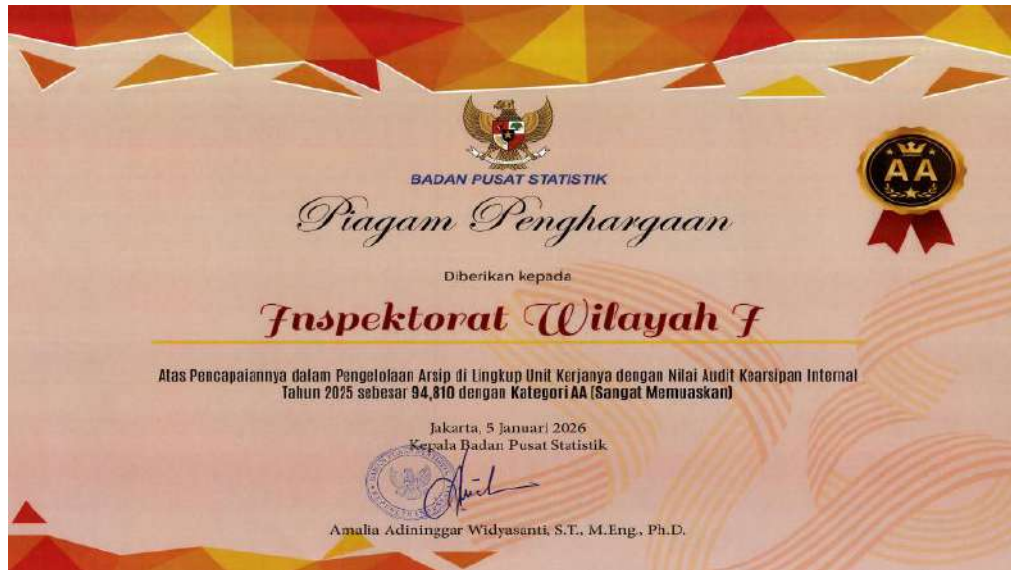 BADAN PUSAT STATISTIK
AA
Piagam Penghargaan
Diberikan kepada
Inspektorat Wilayah I
Atas Pencapaiannya dalam Pengelolaan Arsip di Lingkup Unit Kerjanya dengan Nilai Audit Kearsipan Internal
Tahun 2025 sebesar 94,810 dengan Kategori AA (Sangat Memuaskan)
Jakarta, 5 Januari 2026
Kepala Badan Pusat Statistik
Amalia Adininggar Widyasanti, S.T., M.Eng., Ph.D.